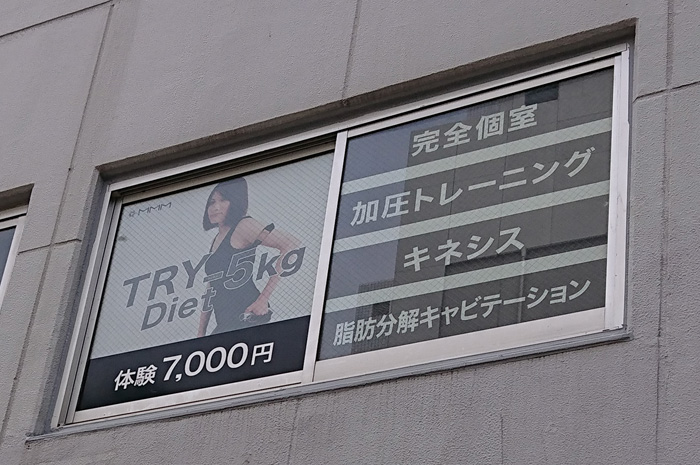 MMM
TRY-5kg
Diet
体験 7,000円
完全個室
加圧トレーニング
キネシス
脂肪分解キャビテーション